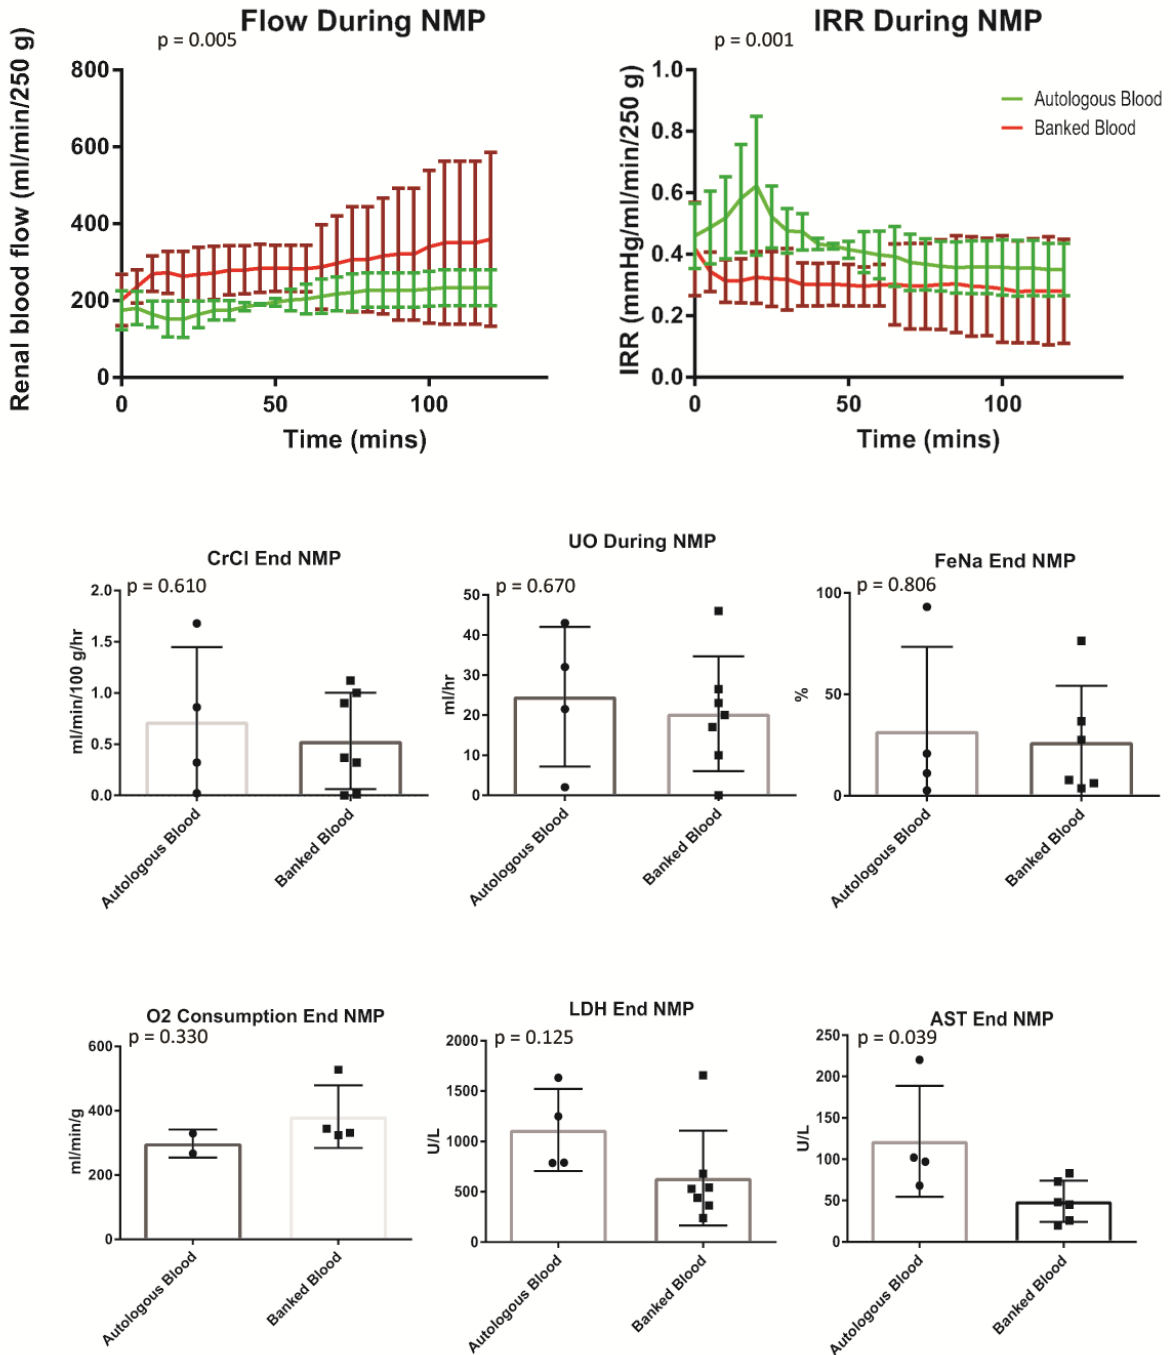 Flow During NMP
p = 0.005
Renal blood flow (ml/min/250 g)
800
600
400
200
0
0
50
100
Time (mins)
IRR During NMP
p = 0.001
IRR (mmHg/ml/min/250 g)
1.0
0.8
0.6
0.4
0.2
0.0
0
50
100
Time (mins)
Autologous Blood
Banked Blood
CrCl End NMP
p = 0.610
ml/min/100 g/hr
2.0
1.5
1.0
0.5
0.0
Autologous Blood
Banked Blood
UO During NMP
p = 0.670
ml/hr
50
40
30
20
10
0
Autologous Blood
Banked Blood
FeNa End NMP
p = 0.806
%
100
50
0
Autologous Blood
Banked Blood
O2 Consumption End NMP
p = 0.330
ml/min/g
600
400
200
0
Autologous Blood
Banked Blood
LDH End NMP
p = 0.125
U/L
2000
1500
1000
500
0
Autologous Blood
Banked Blood
AST End NMP
p = 0.039
U/L
250
200
150
100
50
0
Autologous Blood
Banked Blood